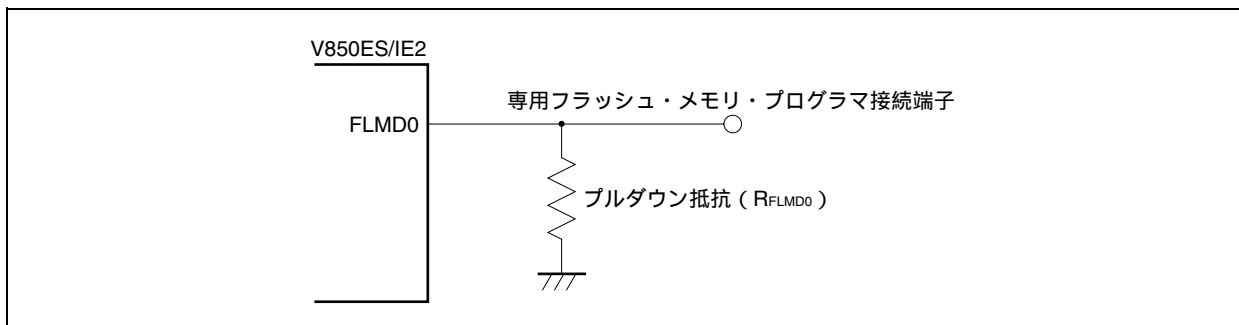 V850ES/IE2
専用フラッシュ・メモリ・プログラマ接続端子
FLMD0
プルダウン抵抗（RFLMD0）